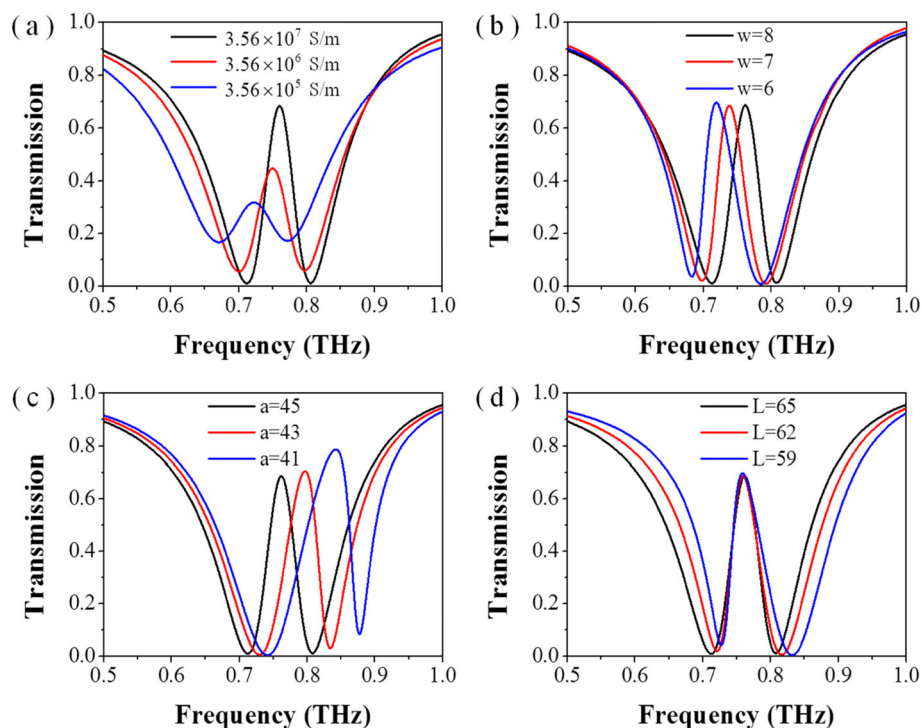 (a)
3.56×10⁷ S/m
3.56×10⁶ S/m
3.56×10⁵ S/m
1.0
0.8
0.6
0.4
0.2
0.0
0.5 0.6 0.7 0.8 0.9 1.0
Transmission
Frequency (THz)
(b)
w=8
w=7
w=6
1.0
0.8
0.6
0.4
0.2
0.0
0.5 0.6 0.7 0.8 0.9 1.0
Transmission
Frequency (THz)
(c)
a=45
a=43
a=41
1.0
0.8
0.6
0.4
0.2
0.0
0.5 0.6 0.7 0.8 0.9 1.0
Transmission
Frequency (THz)
(d)
L=65
L=62
L=59
1.0
0.8
0.6
0.4
0.2
0.0
0.5 0.6 0.7 0.8 0.9 1.0
Transmission
Frequency (THz)